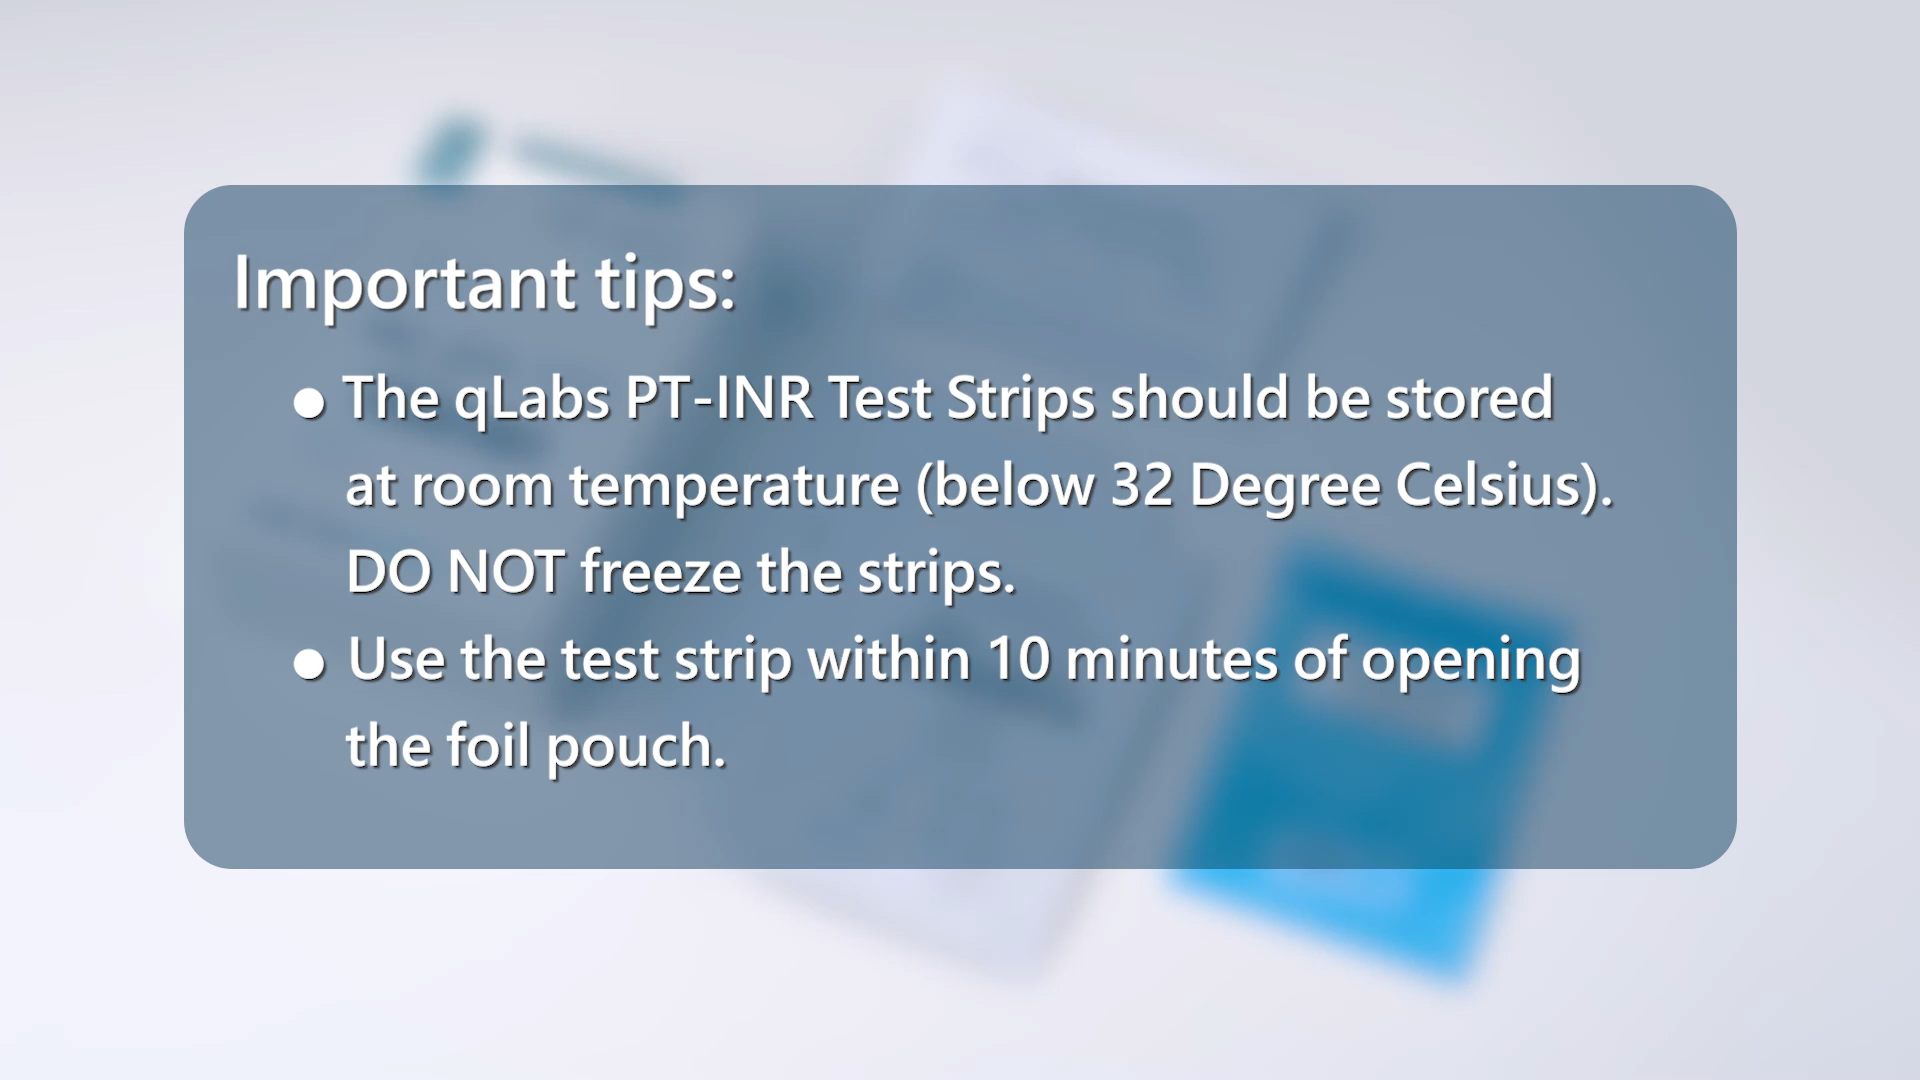 Important tips:
● The qLabs PT-INR Test Strips should be stored
at room temperature (below 32 Degree Celsius).
DO NOT freeze the strips.
● Use the test strip within 10 minutes of opening
the foil pouch.